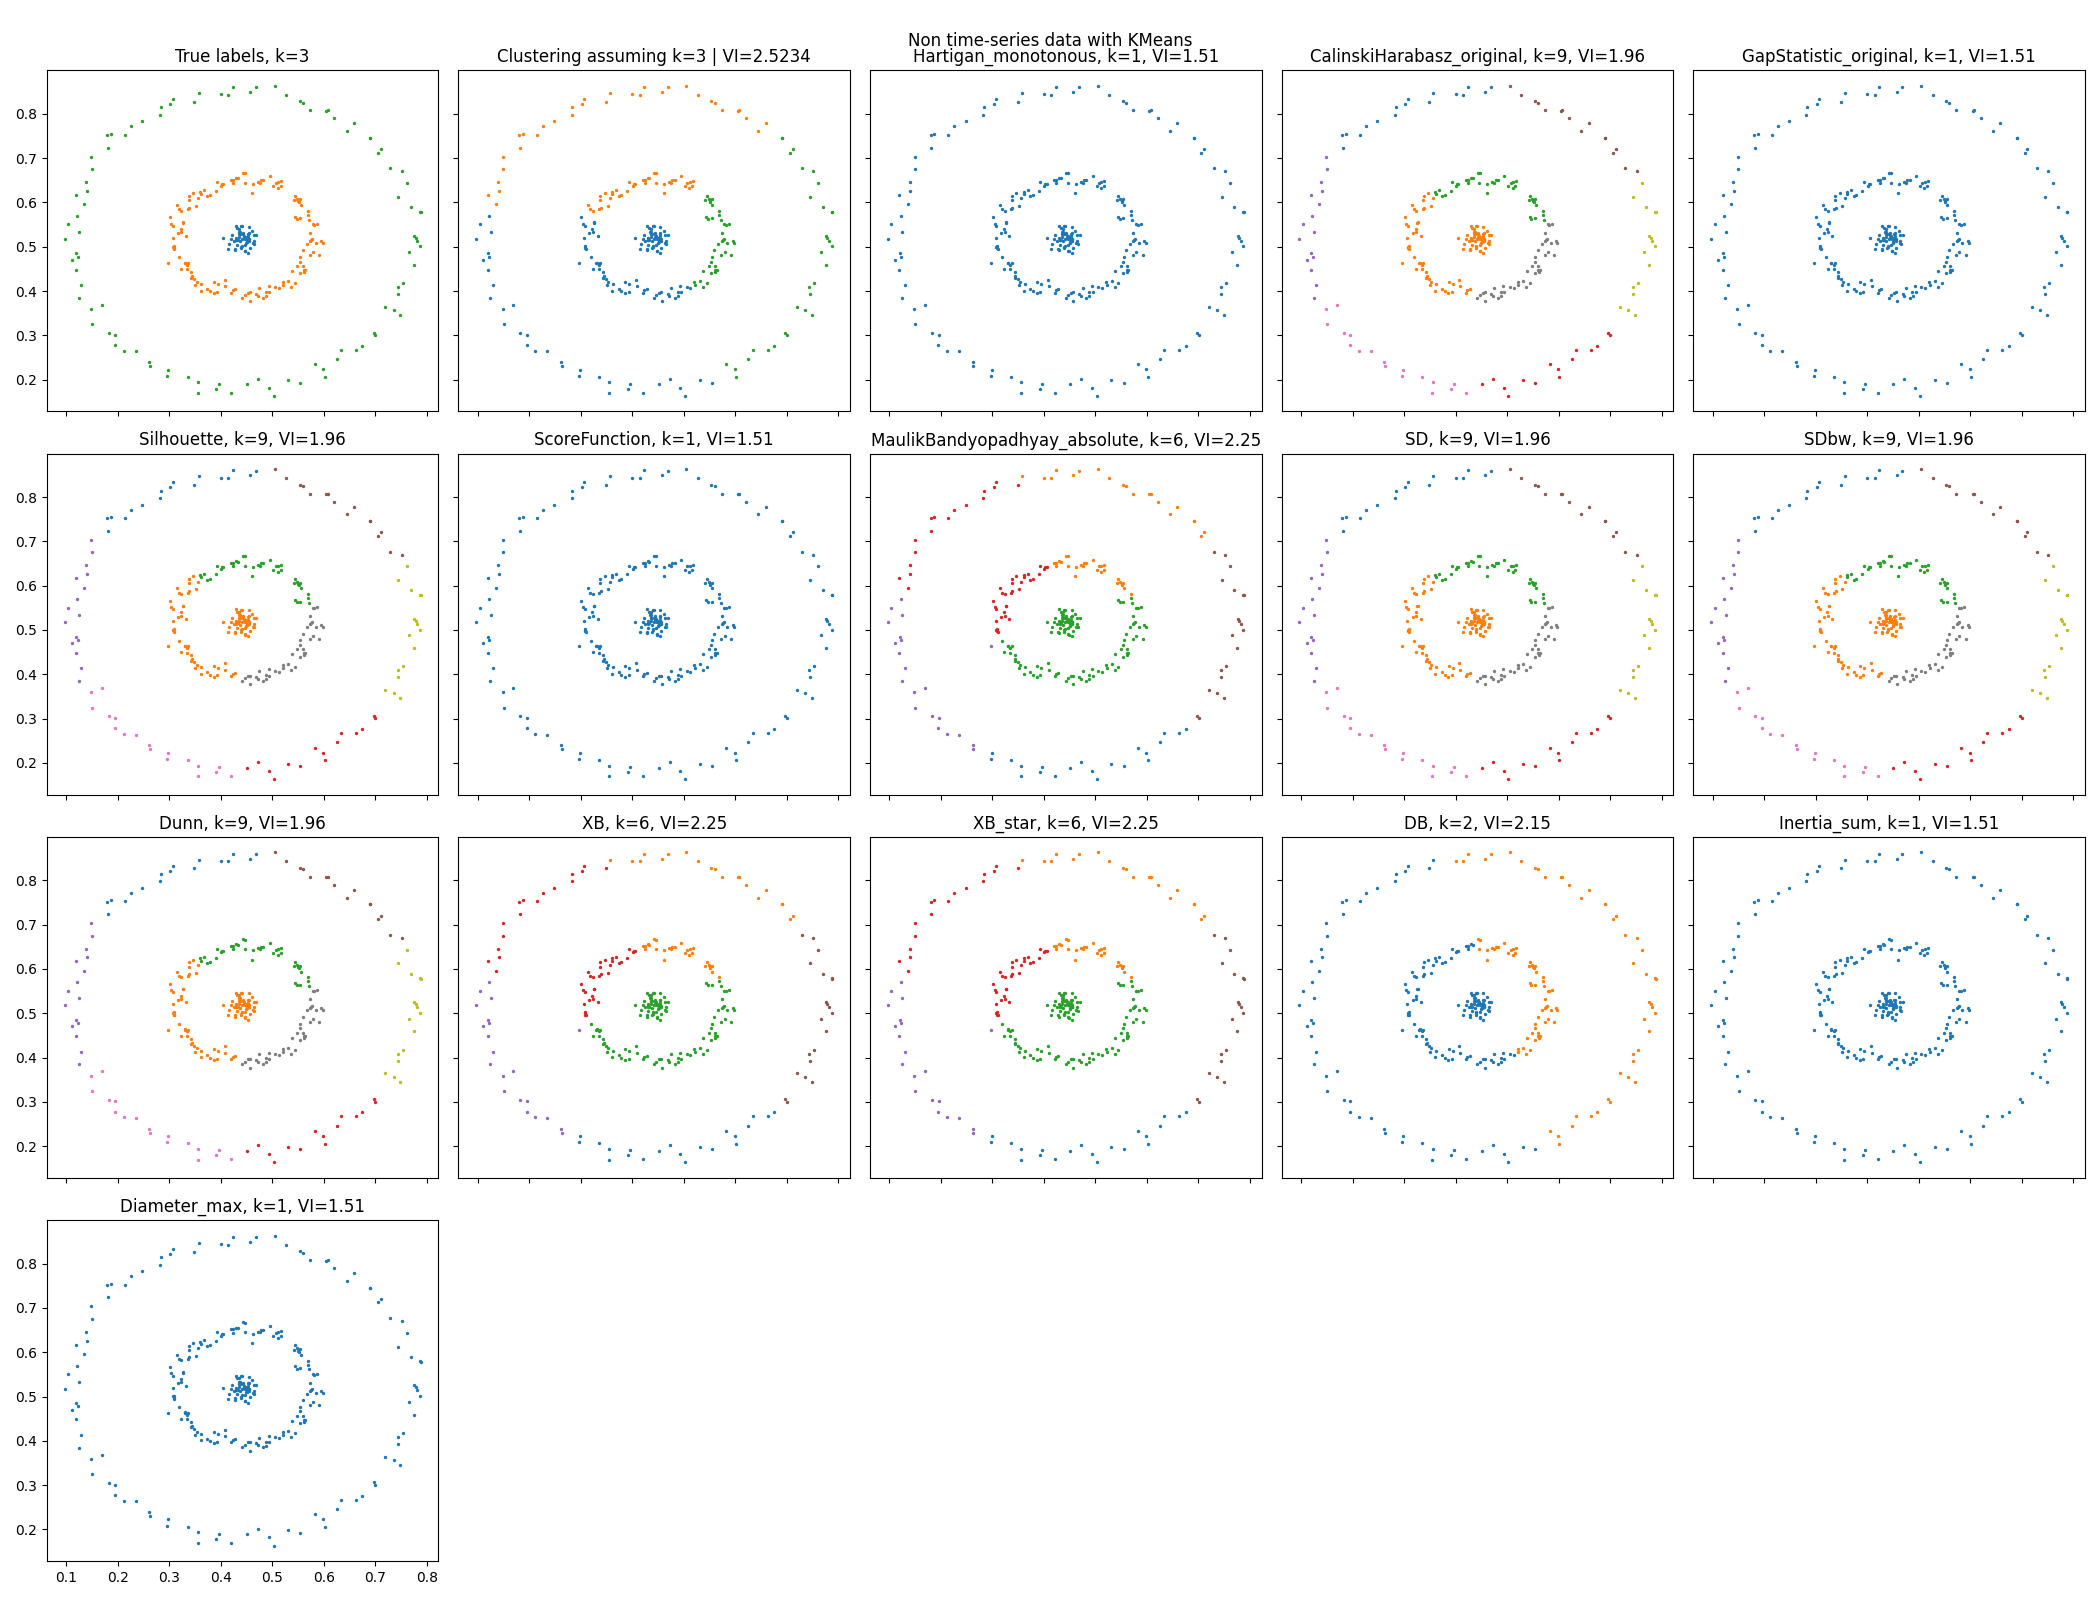 Non time-series data with KMeans
True labels, k=3
Clustering assuming k=3 | VI=2.5234
Hartigan_monotonous, k=1, VI=1.51
CalinskiHarabasz_original, k=9, VI=1.96
GapStatistic_original, k=1, VI=1.51
0.8
0.7
0.6
0.5
0.4
0.3
0.2
Silhouette, k=9, VI=1.96
ScoreFunction, k=1, VI=1.51
MaulikBandyopadhyay_absolute, k=6, VI=2.25
SD, k=9, VI=1.96
SDbw, k=9, VI=1.96
0.8
0.7
0.6
0.5
0.4
0.3
0.2
Dunn, k=9, VI=1.96
XB, k=6, VI=2.25
XB_star, k=6, VI=2.25
DB, k=2, VI=2.15
Inertia_sum, k=1, VI=1.51
0.8
0.7
0.6
0.5
0.4
0.3
0.2
Diameter_max, k=1, VI=1.51
0.8
0.7
0.6
0.5
0.4
0.3
0.2
0.1 0.2 0.3 0.4 0.5 0.6 0.7 0.8